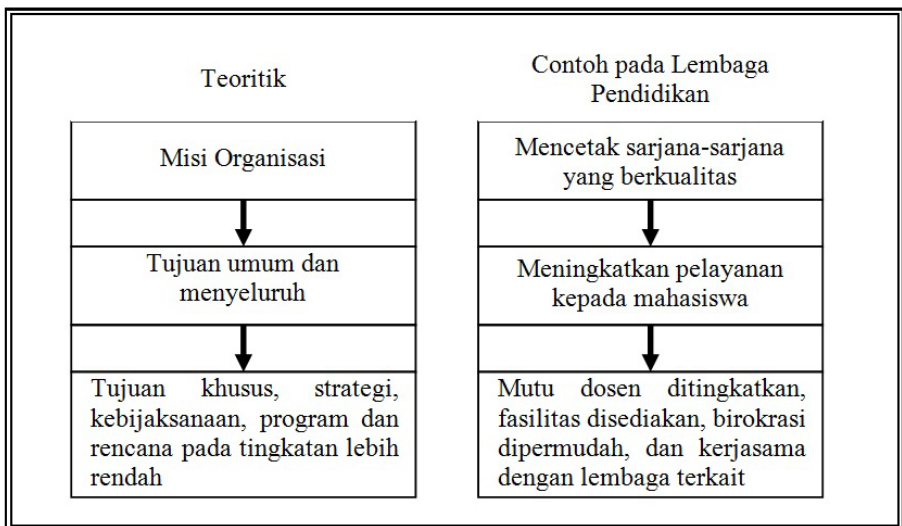 Teoritik
Misi Organisasi
Tujuan umum dan
menyeluruh
Tujuan khusus, strategi,
kebijaksanaan, program dan
rencana pada tingkatan lebih
rendah
Contoh pada Lembaga
Pendidikan
Mencetak sarjana-sarjana
yang berkualitas
Meningkatkan pelayanan
kepada mahasiswa
Mutu dosen ditingkatkan,
fasilitas disediakan, birokrasi
dipermudah, dan kerjasama
dengan lembaga terkait